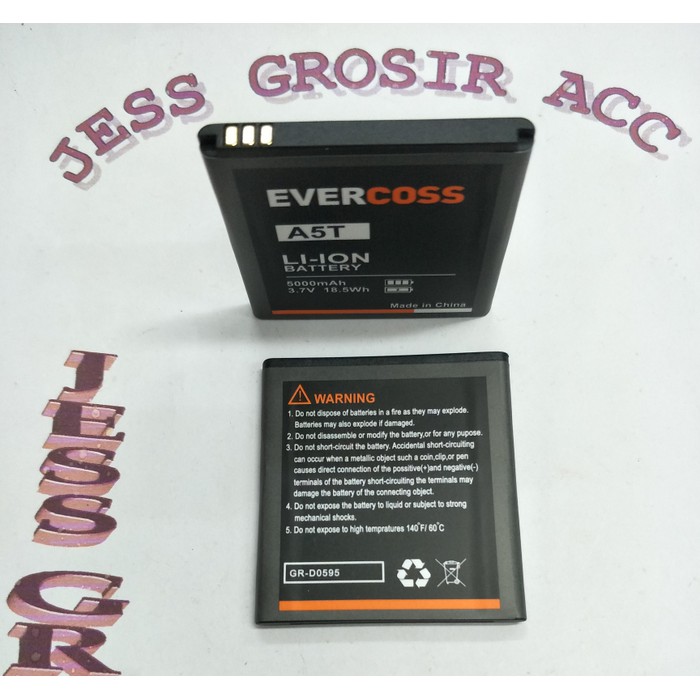 JESS GROSIR ACC
EVERCOSS
A5T
LI-ION
BATTERY
5000mAh
3.7V 18.5Wh
Made in China
JESS GR
WARNING
1. Do not dispose of batteries in a fire as they may explode.
Batteries may also explode if damaged.
2. Do not disassemble or modify the battery,or for any pupose.
3. Do not short-circuit the battery. Accidental short-circuiting
can occur when a metallic object such a coin,clip,or pen
causes direct connection of the possitive(+)and negative(-)
terminals of the battery short-circuiting the terminals may
damage the battery of the connecting object.
4. Do not expose the battery to liquid or subject to strong
mechanical shocks.
5. Do not expose to high tempratures 140°F/ 60°C
GR-D0595